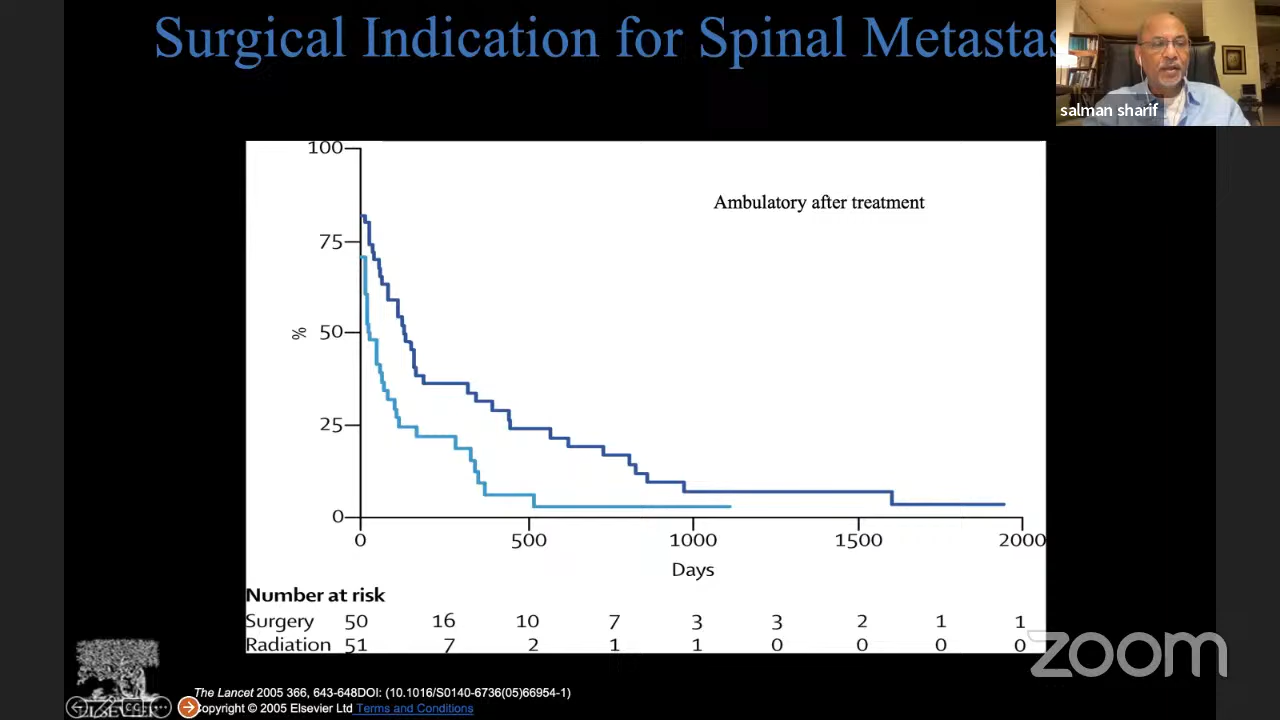 Surgical Indication for Spinal Metastas
salman sharif
100
Ambulatory after treatment
75
%
50
25
0
0 500 1000 1500 2000
Days
Number at risk
Surgery 50 16 10 7 3 3 2 1 1
Radiation 51 7 2 1 1 0 0 0 0
zoom
ELSEVIER
The Lancet 2005 366, 643-648DOI: (10.1016/S0140-6736(05)66954-1)
Copyright © 2005 Elsevier Ltd Terms and Conditions